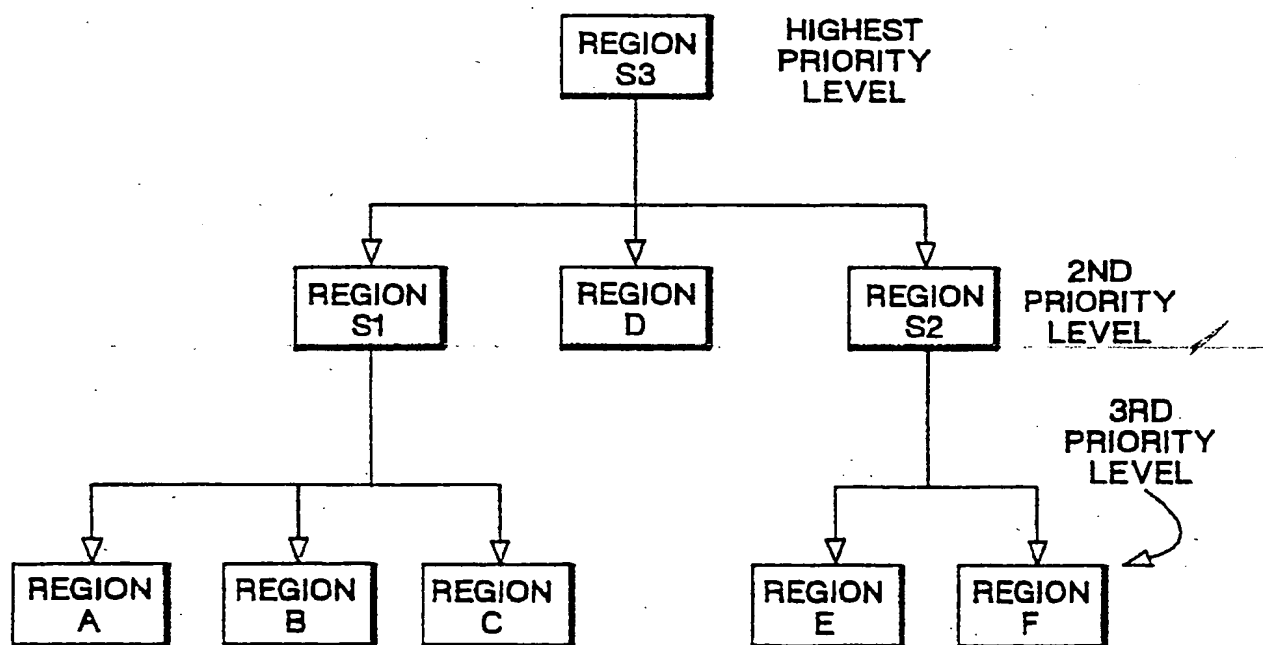 REGION
S3
HIGHEST
PRIORITY
LEVEL
REGION
S1
REGION
D
REGION
S2
2ND
PRIORITY
LEVEL
3RD
PRIORITY
LEVEL
REGION
A
REGION
B
REGION
C
REGION
E
REGION
F